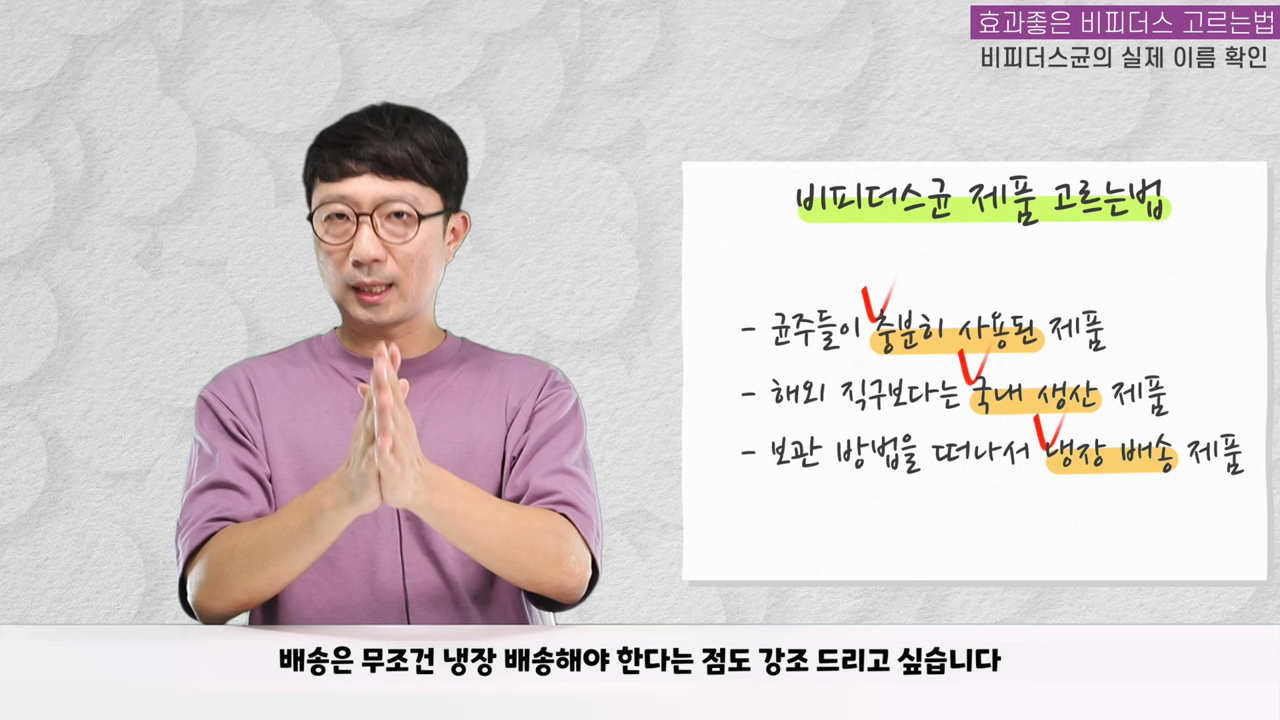 효과좋은 비피더스 고르는법
비피더스균의 실제 이름 확인
비피더스균 제품 고르는법
- 균주들이 충분히 사용된 제품
- 해외 직구보다는 국내 생산 제품
- 보관 방법을 떠나서 냉장 배송 제품
배송은 무조건 냉장 배송해야 한다는 점도 강조 드리고 싶습니다